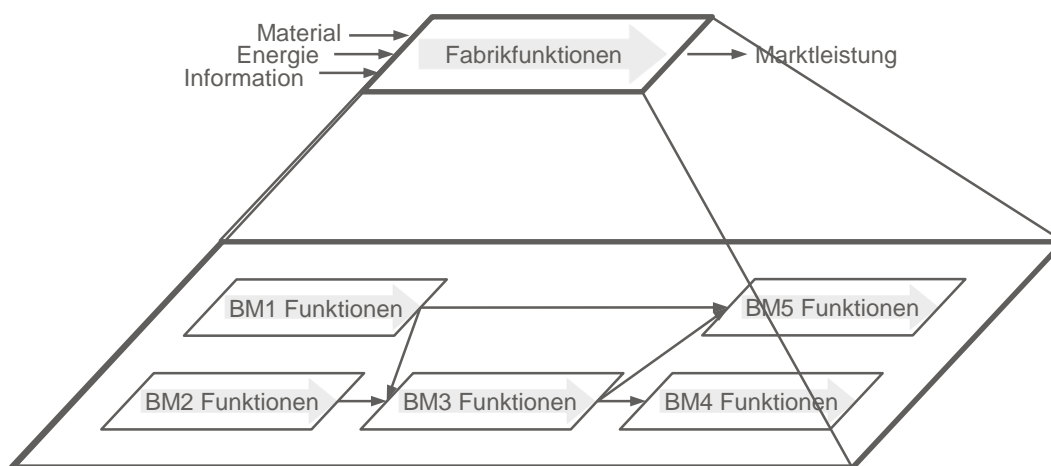 Material
Energie
Information
Fabrikfunktionen
Marktleistung
BM1 Funktionen
BM5 Funktionen
BM2 Funktionen
BM3 Funktionen
BM4 Funktionen